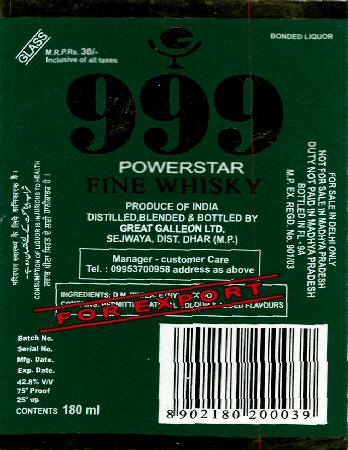 GLASS
M.R.P.Rs. 30/-
Inclusive of all taxes
BONDED LIQUOR
999
POWERSTAR
FINE WHISKY
PRODUCE OF INDIA
DISTILLED,BLENDED & BOTTLED BY
GREAT GALLEON LTD.
SEJWAYA, DIST. DHAR (M.P.)
Manager - customer Care
Tel. : 09953700958 address as above
INGREDIENTS:
FLAVOURS
FOR EXPORT
CONSUMPTION OF LIQUOR IS INJURIOUS TO HEALTH
FOR SALE IN DELHI ONLY
NOT FOR SALE IN MADHYA PRADESH
DUTY NOT PAID IN MADHYA PRADESH
BOTTLED IN FL - 9A
M.P. EX. REGD. No. 901/03
Batch No.
Serial No.
Mfg. Date.
Exp. Date.
42.8% V/V
75' Proof
25' up
CONTENTS 180 ml
8902180200039